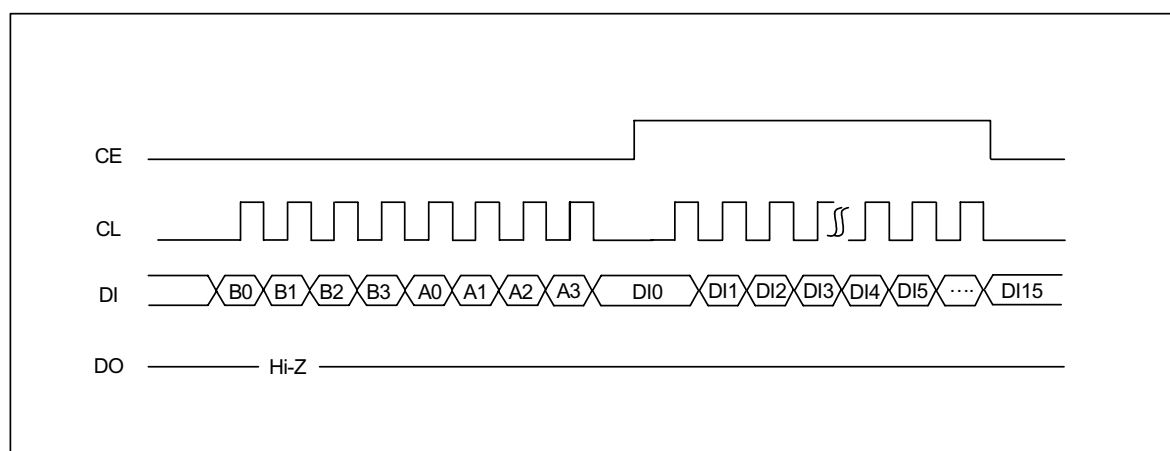 CE
CL
DI B0 B1 B2 B3 A0 A1 A2 A3 DI0 DI1 DI2 DI3 DI4 DI5 ···· DI15
DO Hi-Z